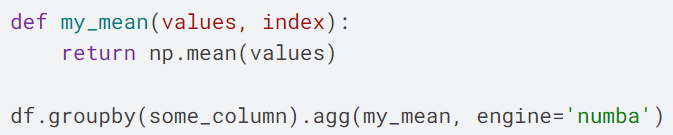 def my_mean(values, index):
    return np.mean(values)
df.groupby(some_column).agg(my_mean, engine='numba')